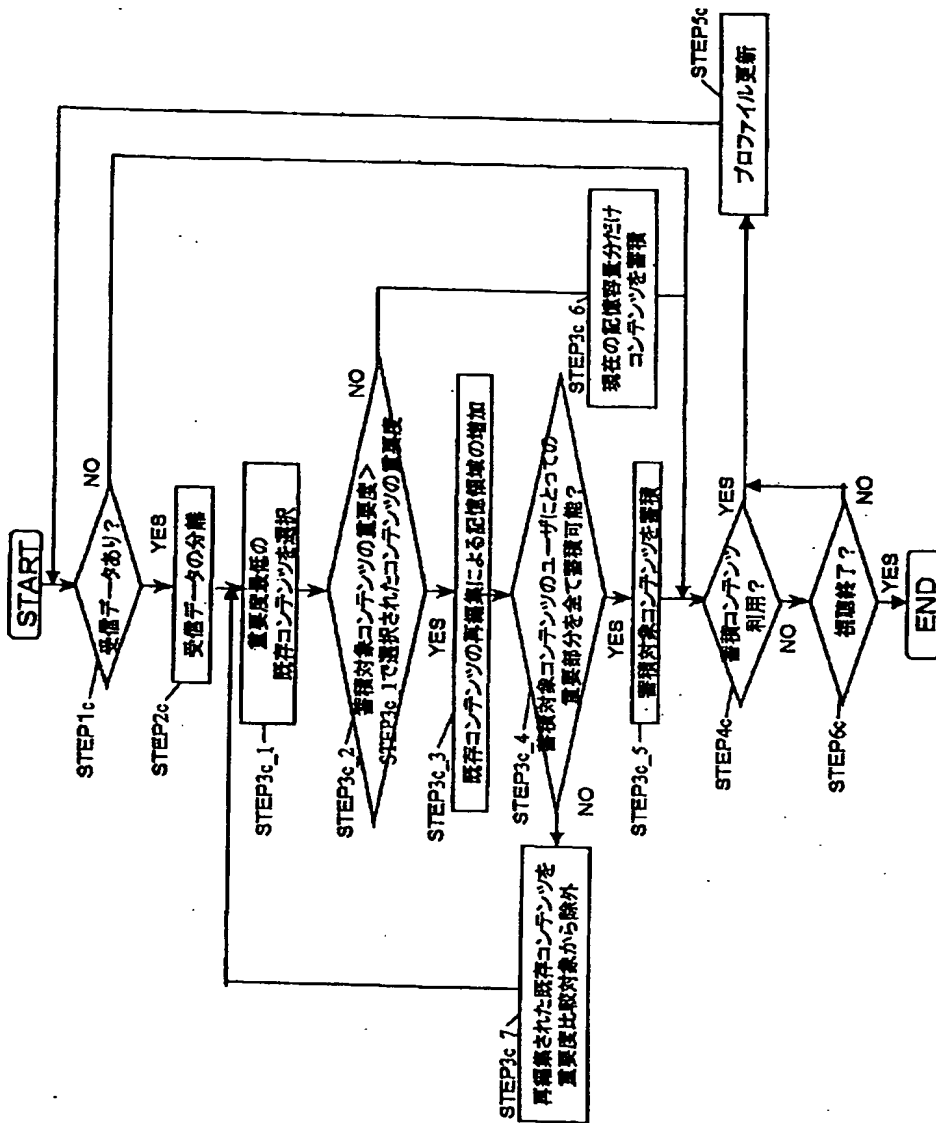 START
STEP1c
受信データあり?
NO
YES
STEP2c
受信データの分離
STEP3c_1
重要度最低の
既存コンテンツを選択
STEP3c_2
蓄積対象コンテンツの重要度>
STEP3c_1で選択されたコンテンツの重要度
NO
YES
STEP3c_3
既存コンテンツの再編集による記憶領域の増加
STEP3c_4
蓄積対象コンテンツのユーザにとっての
重要部分を全て蓄積可能?
NO
YES
STEP3c_7
再編集された既存コンテンツを
重要度比較対象から除外
STEP3c_6
現在の記憶容量分だけ
コンテンツを蓄積
STEP3c_5
蓄積対象コンテンツを蓄積
STEP4c
蓄積コンテンツ
利用?
YES
NO
STEP5c
プロファイル更新
STEP6c
視聴終了?
NO
YES
END